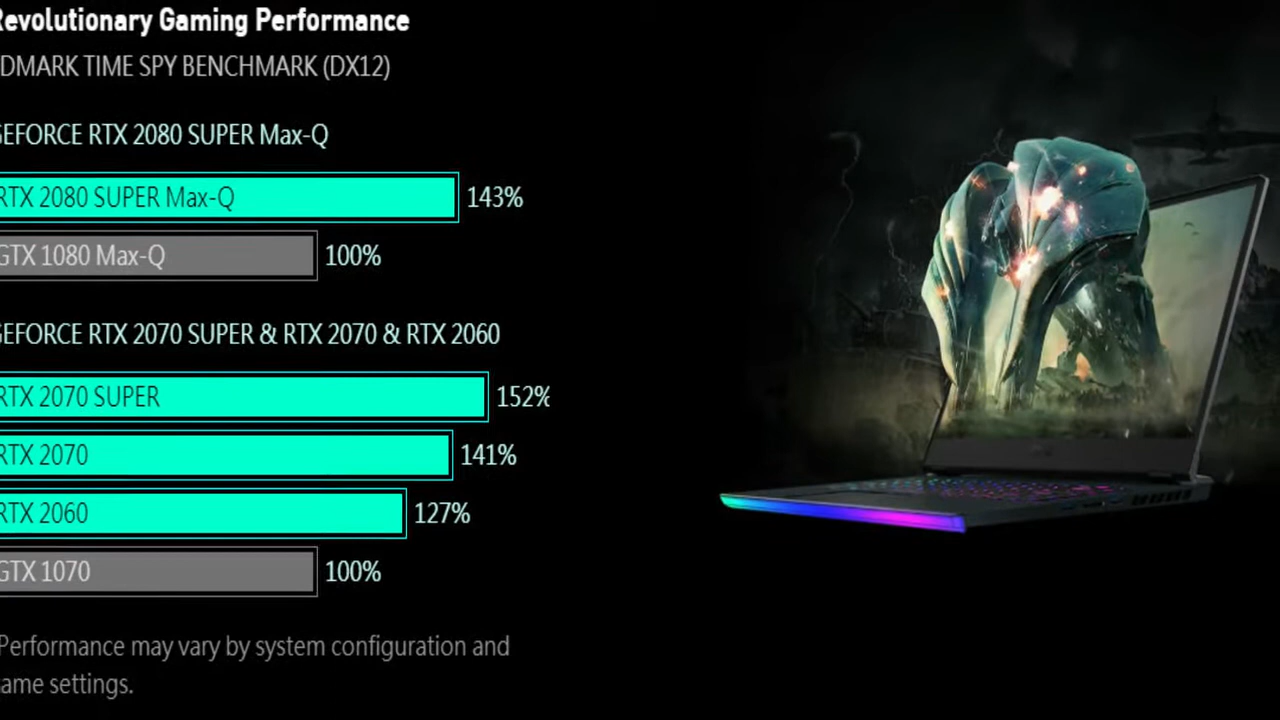 Revolutionary Gaming Performance
DMARK TIME SPY BENCHMARK (DX12)
GEFORCE RTX 2080 SUPER Max-Q
RTX 2080 SUPER Max-Q 143%
GTX 1080 Max-Q 100%
GEFORCE RTX 2070 SUPER & RTX 2070 & RTX 2060
RTX 2070 SUPER 152%
RTX 2070 141%
RTX 2060 127%
GTX 1070 100%
Performance may vary by system configuration and
ame settings.